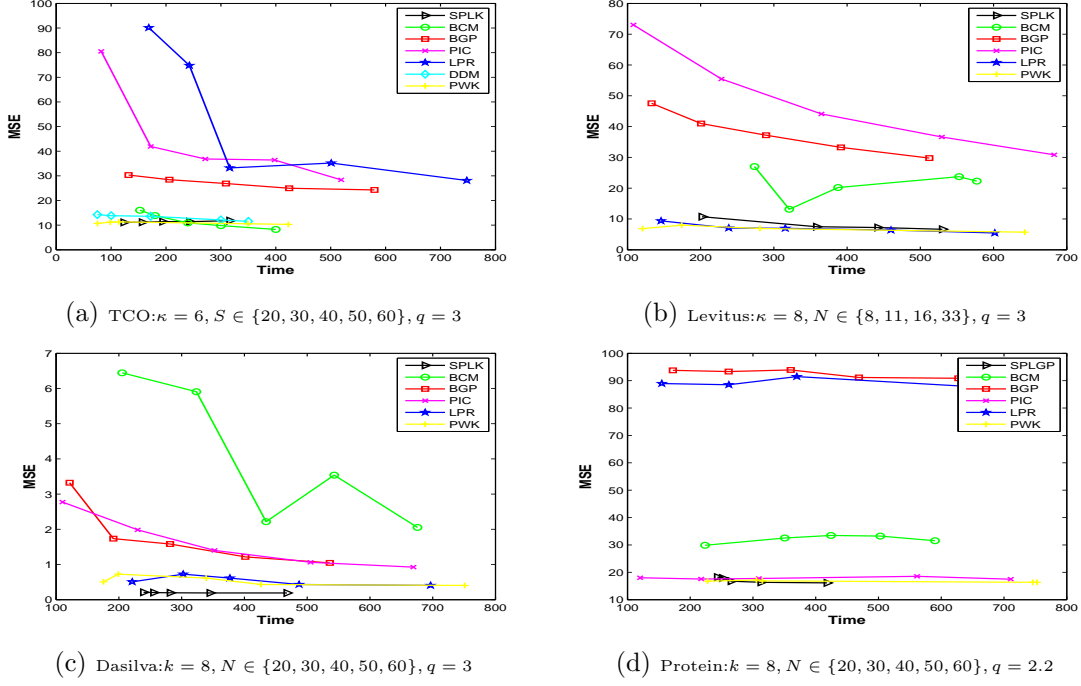 100
90
80
70
60
50
40
30
20
10
0
MSE
0 100 200 300 400 500 600 700 800
Time
SPLK
BCM
BGP
PIC
LPR
DDM
PWK
(a) TCO:κ = 6, S ∈ {20, 30, 40, 50, 60}, q = 3
80
70
60
50
40
30
20
10
0
MSE
100 200 300 400 500 600 700
Time
SPLK
BCM
BGP
PIC
LPR
PWK
(b) Levitus:κ = 8, N ∈ {8, 11, 16, 33}, q = 3
7
6
5
4
3
2
1
0
MSE
100 200 300 400 500 600 700 800
Time
SPLK
BCM
BGP
PIC
LPR
PWK
(c) Dasilva:k = 8, N ∈ {20, 30, 40, 50, 60}, q = 3
100
90
80
70
60
50
40
30
20
10
MSE
100 200 300 400 500 600 700 800
Time
SPLGP
BCM
BGP
PIC
LPR
PWK
(d) Protein:k = 8, N ∈ {20, 30, 40, 50, 60}, q = 2.2